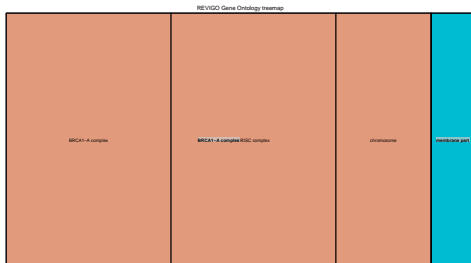 REVIGO Gene Ontology treemap
BRCA1−A complex
BRCA1−A complex
RISC complex
chromosome
membrane part